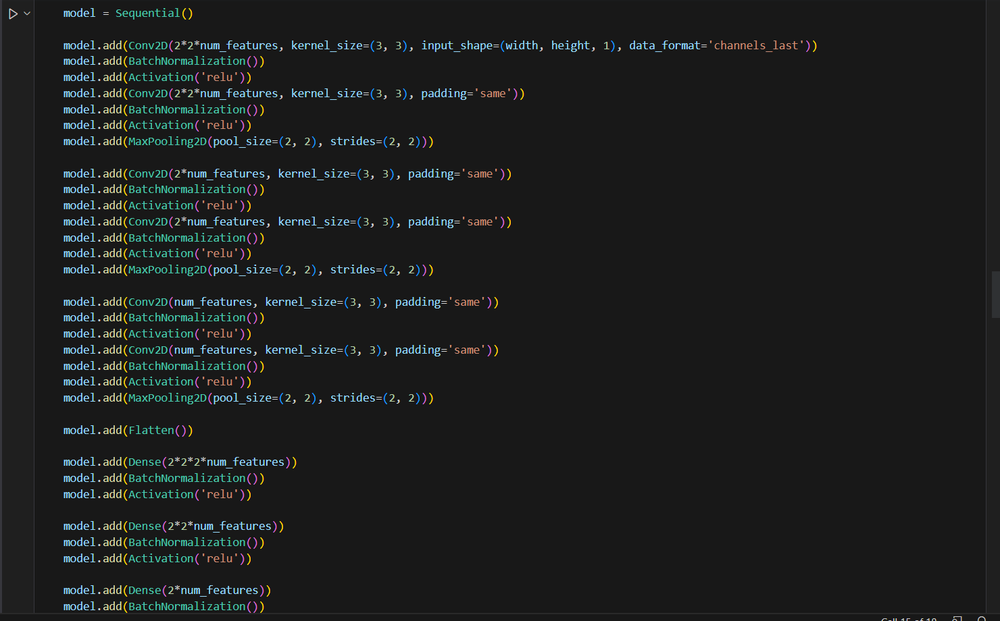 model = Sequential()
model.add(Conv2D(2*2*num_features, kernel_size=(3, 3), input_shape=(width, height, 1), data_format='channels_last'))
model.add(BatchNormalization())
model.add(Activation('relu'))
model.add(Conv2D(2*2*num_features, kernel_size=(3, 3), padding='same'))
model.add(BatchNormalization())
model.add(Activation('relu'))
model.add(MaxPooling2D(pool_size=(2, 2), strides=(2, 2)))
model.add(Conv2D(2*num_features, kernel_size=(3, 3), padding='same'))
model.add(BatchNormalization())
model.add(Activation('relu'))
model.add(Conv2D(2*num_features, kernel_size=(3, 3), padding='same'))
model.add(BatchNormalization())
model.add(Activation('relu'))
model.add(MaxPooling2D(pool_size=(2, 2), strides=(2, 2)))
model.add(Conv2D(num_features, kernel_size=(3, 3), padding='same'))
model.add(BatchNormalization())
model.add(Activation('relu'))
model.add(Conv2D(num_features, kernel_size=(3, 3), padding='same'))
model.add(BatchNormalization())
model.add(Activation('relu'))
model.add(MaxPooling2D(pool_size=(2, 2), strides=(2, 2)))
model.add(Flatten())
model.add(Dense(2*2*2*num_features))
model.add(BatchNormalization())
model.add(Activation('relu'))
model.add(Dense(2*2*num_features))
model.add(BatchNormalization())
model.add(Activation('relu'))
model.add(Dense(2*num_features))
model.add(BatchNormalization())